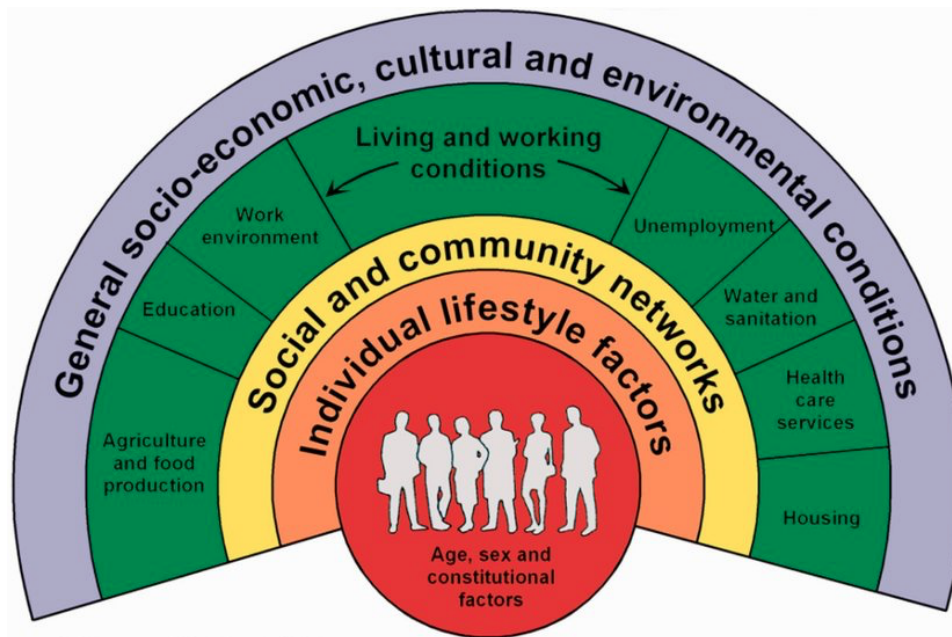 General socio-economic, cultural and environmental conditions
Living and working
conditions
Work
environment
Education
Agriculture
and food
production
Unemployment
Water and
sanitation
Health
care
services
Housing
Social and community networks
Individual lifestyle factors
Age, sex and
constitutional
factors